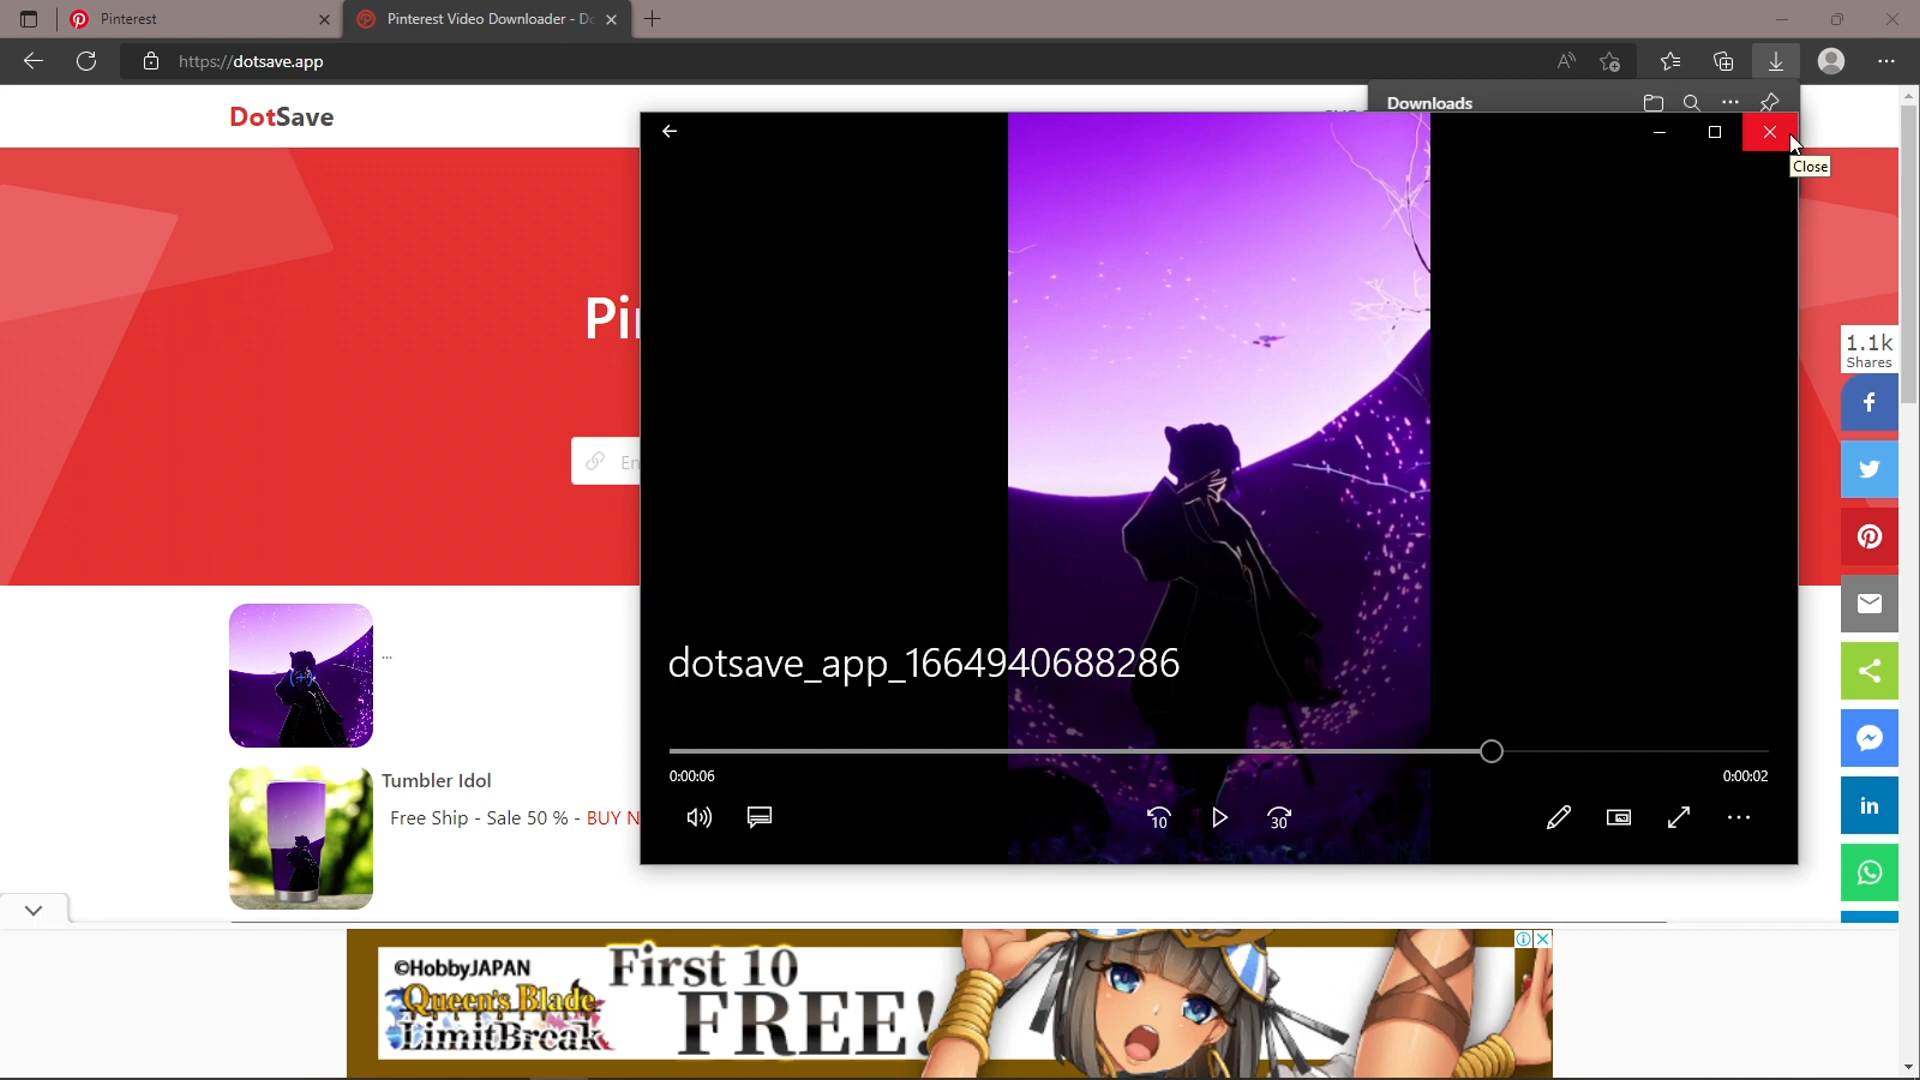 Pinterest
Pinterest Video Downloader - Do
https://dotsave.app
Downloads
DotSave
Close
Pi
En
1.1k
Shares
dotsave_app_1664940688286
0:00:06
0:00:02
10
30
...
Tumbler Idol
Free Ship - Sale 50 % - BUY N
©HobbyJAPAN
Queen's Blade
LimitBreak
First 10
FREE!